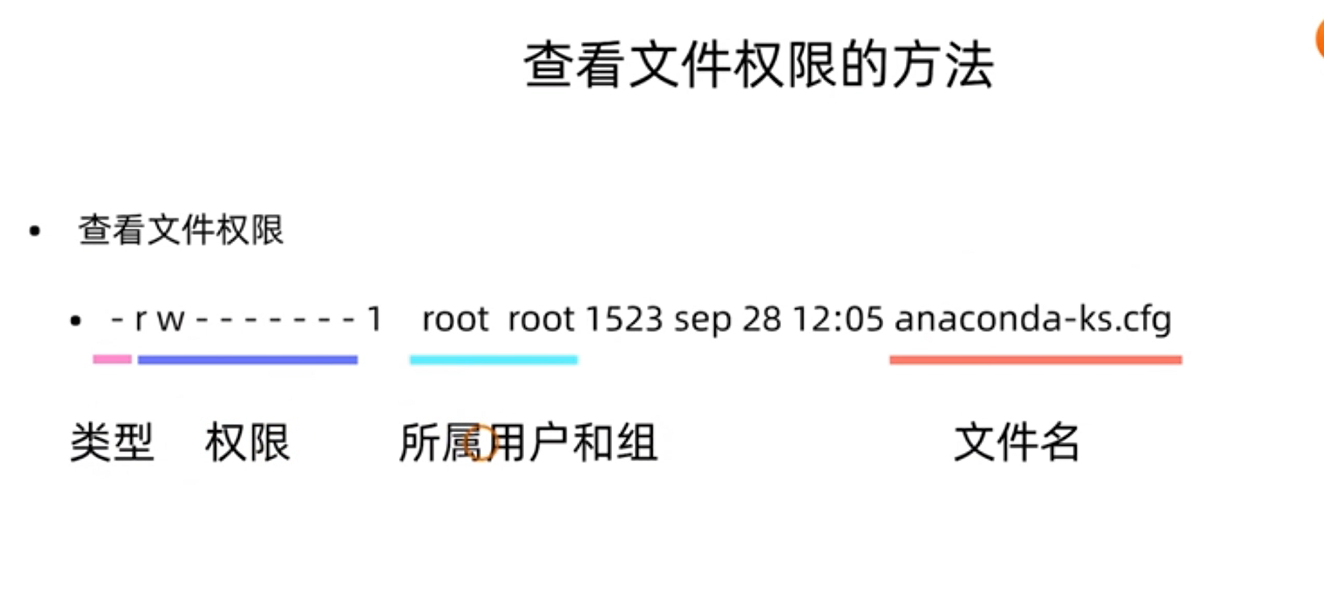 查看文件权限的方法
• 查看文件权限
• - r w - - - - - - - 1 root root 1523 sep 28 12:05 anaconda-ks.cfg
类型 权限 所属用户和组 文件名